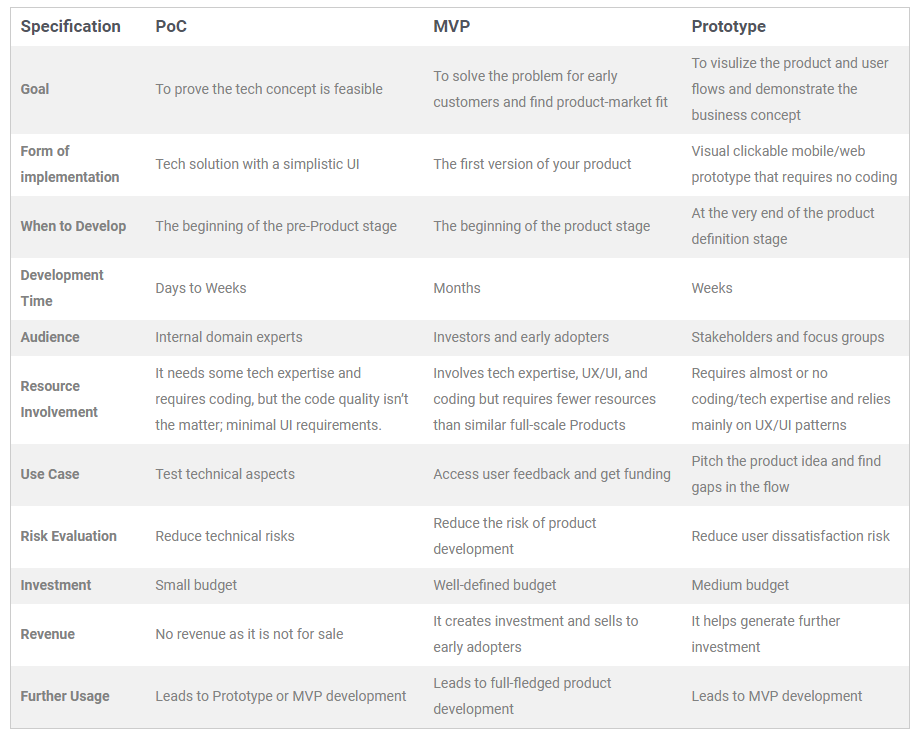 Specification PoC MVP Prototype
Goal To prove the tech concept is feasible To solve the problem for early
customers and find product-market fit To visulize the product and user
flows and demonstrate the
business concept
Form of
implementation Tech solution with a simplistic UI The first version of your product Visual clickable mobile/web
prototype that requires no coding
When to Develop The beginning of the pre-Product stage The beginning of the product stage At the very end of the product
definition stage
Development
Time Days to Weeks Months Weeks
Audience Internal domain experts Investors and early adopters Stakeholders and focus groups
Resource
Involvement It needs some tech expertise and
requires coding, but the code quality isn’t
the matter; minimal UI requirements. Involves tech expertise, UX/UI, and
coding but requires fewer resources
than similar full-scale Products Requires almost or no
coding/tech expertise and relies
mainly on UX/UI patterns
Use Case Test technical aspects Access user feedback and get funding Pitch the product idea and find
gaps in the flow
Risk Evaluation Reduce technical risks Reduce the risk of product
development Reduce user dissatisfaction risk
Investment Small budget Well-defined budget Medium budget
Revenue No revenue as it is not for sale It creates investment and sells to
early adopters It helps generate further
investment
Further Usage Leads to Prototype or MVP development Leads to full-fledged product
development Leads to MVP development